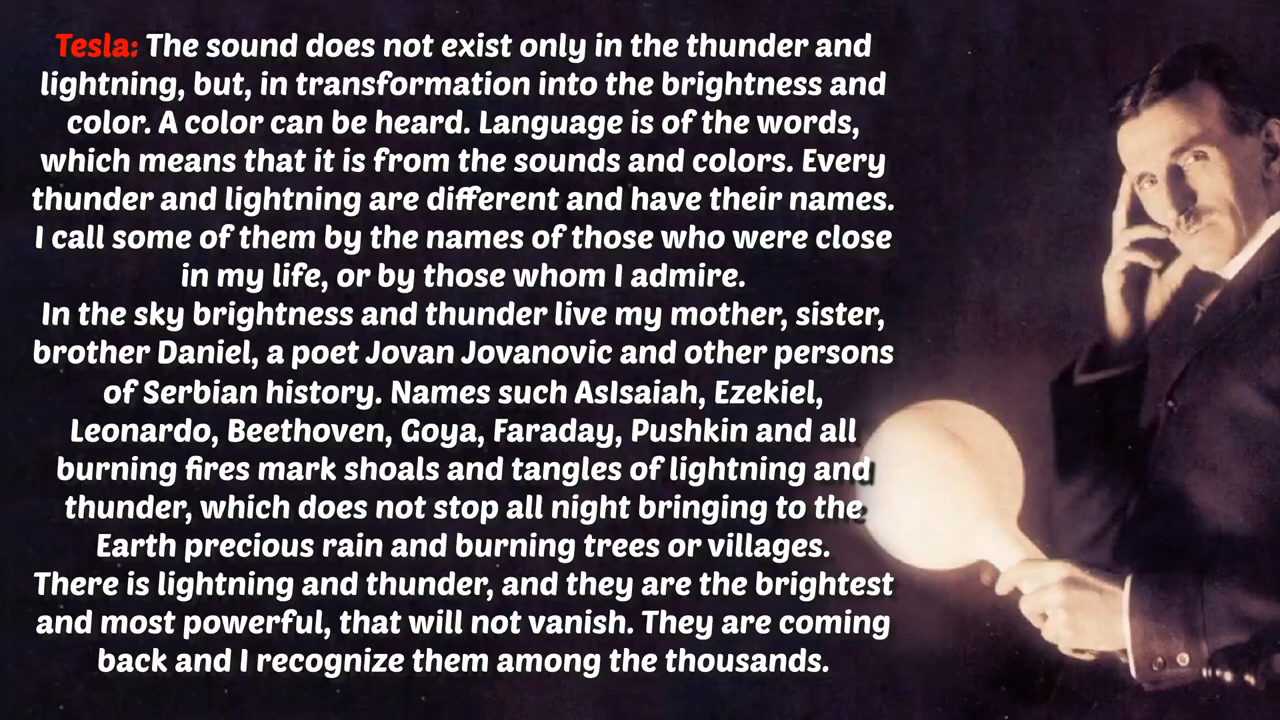 Tesla: The sound does not exist only in the thunder and
lightning, but, in transformation into the brightness and
color. A color can be heard. Language is of the words,
which means that it is from the sounds and colors. Every
thunder and lightning are different and have their names.
I call some of them by the names of those who were close
in my life, or by those whom I admire.
In the sky brightness and thunder live my mother, sister,
brother Daniel, a poet Jovan Jovanovic and other persons
of Serbian history. Names such AsIsaiah, Ezekiel,
Leonardo, Beethoven, Goya, Faraday, Pushkin and all
burning fires mark shoals and tangles of lightning and
thunder, which does not stop all night bringing to the
Earth precious rain and burning trees or villages.
There is lightning and thunder, and they are the brightest
and most powerful, that will not vanish. They are coming
back and I recognize them among the thousands.